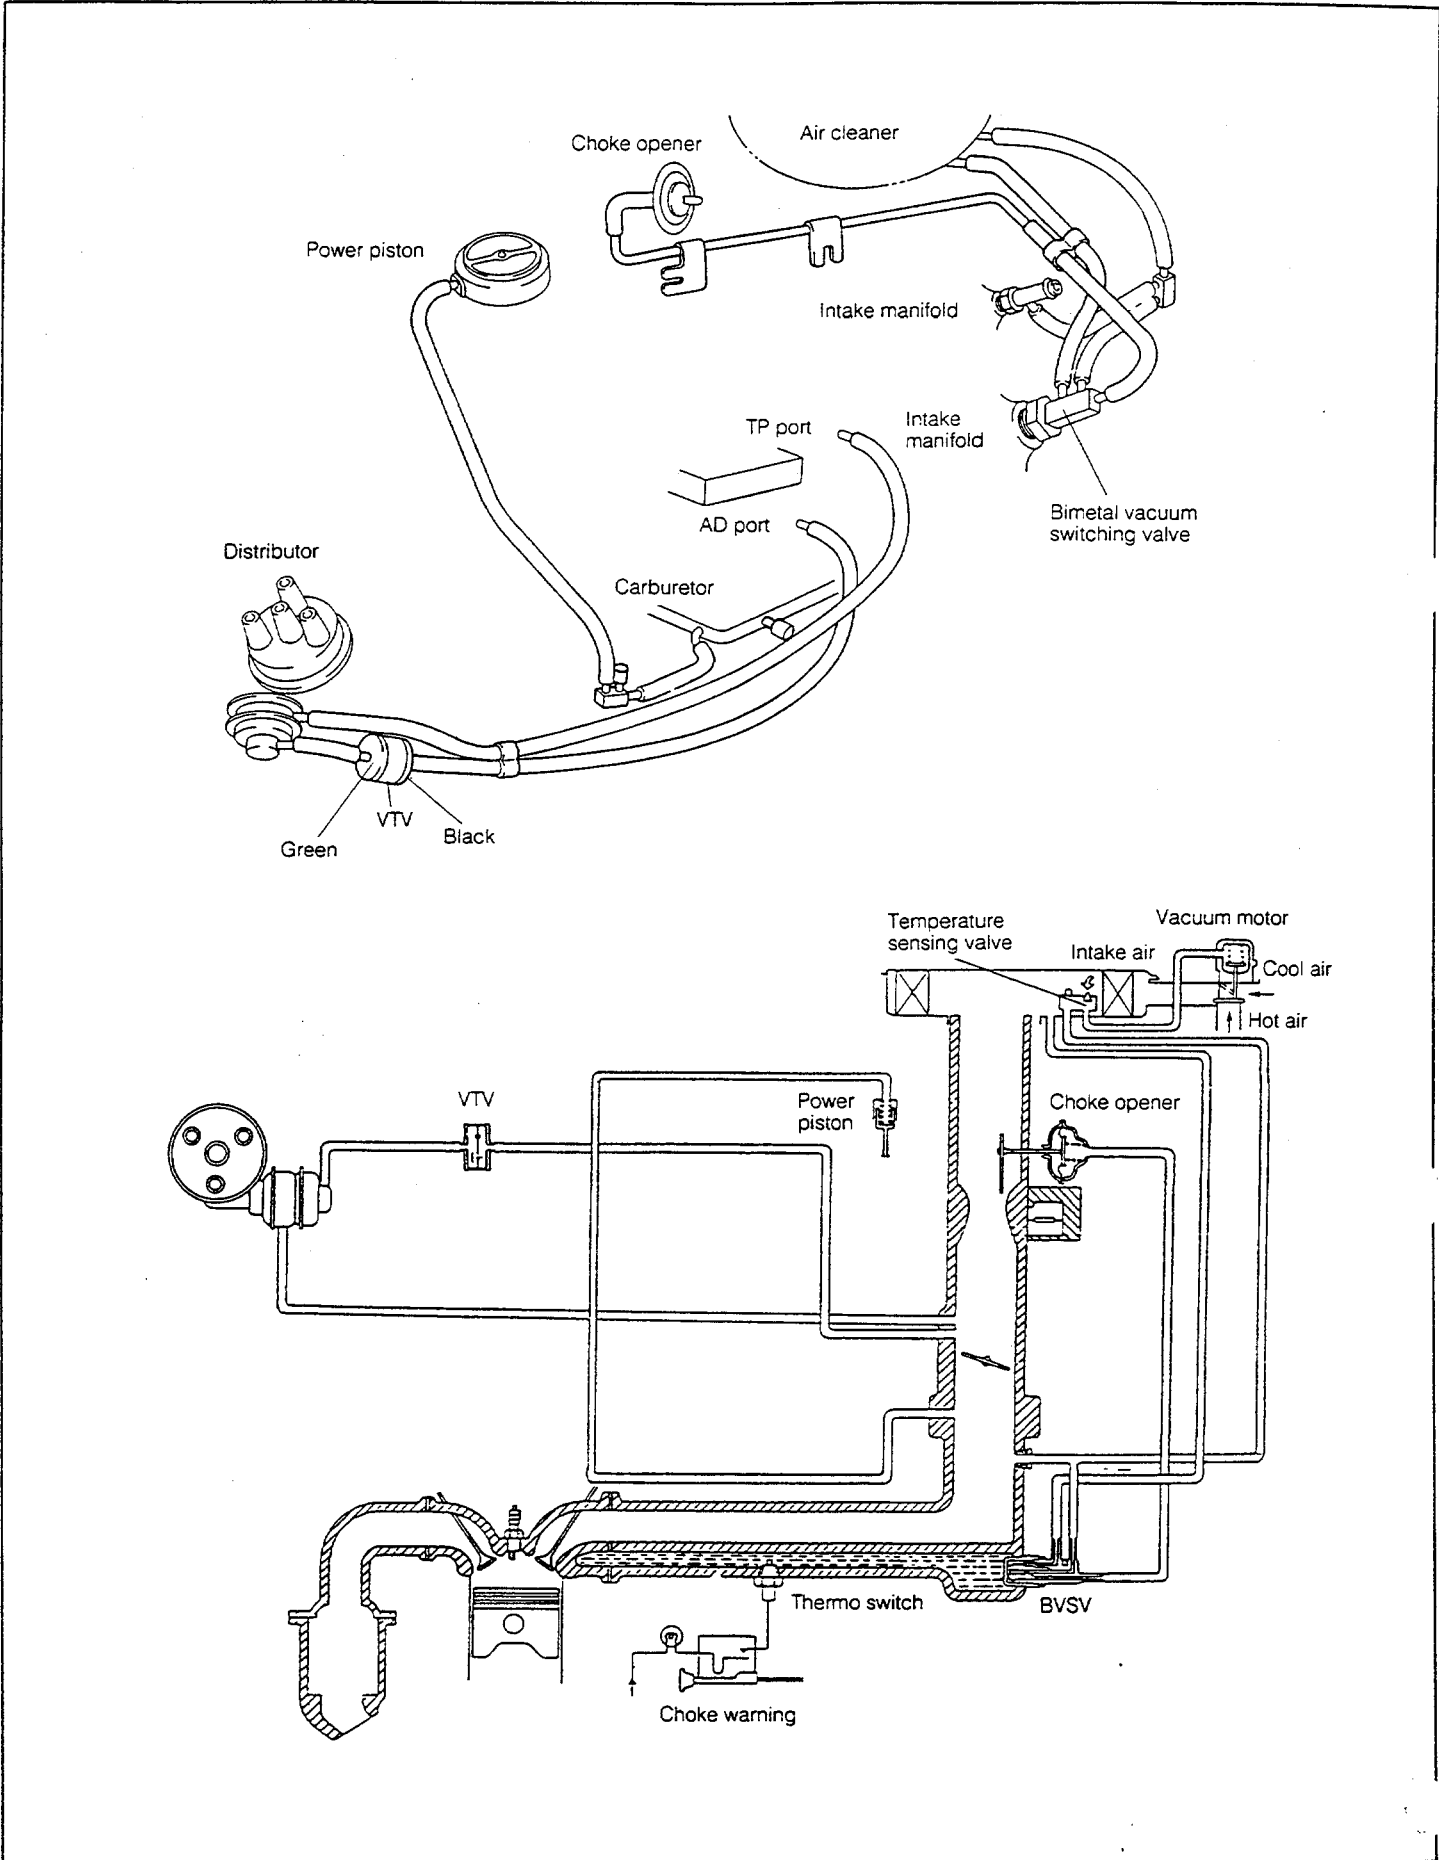 Air cleaner
Choke opener
Power piston
Intake manifold
TP port
Intake
manifold
AD port
Bimetal vacuum
switching valve
Distributor
Carburetor
VTV
Black
Green
Temperature
sensing valve
Vacuum motor
Intake air
Cool air
Hot air
VTV
Power
piston
Choke opener
Thermo switch
BVSV
Choke warning